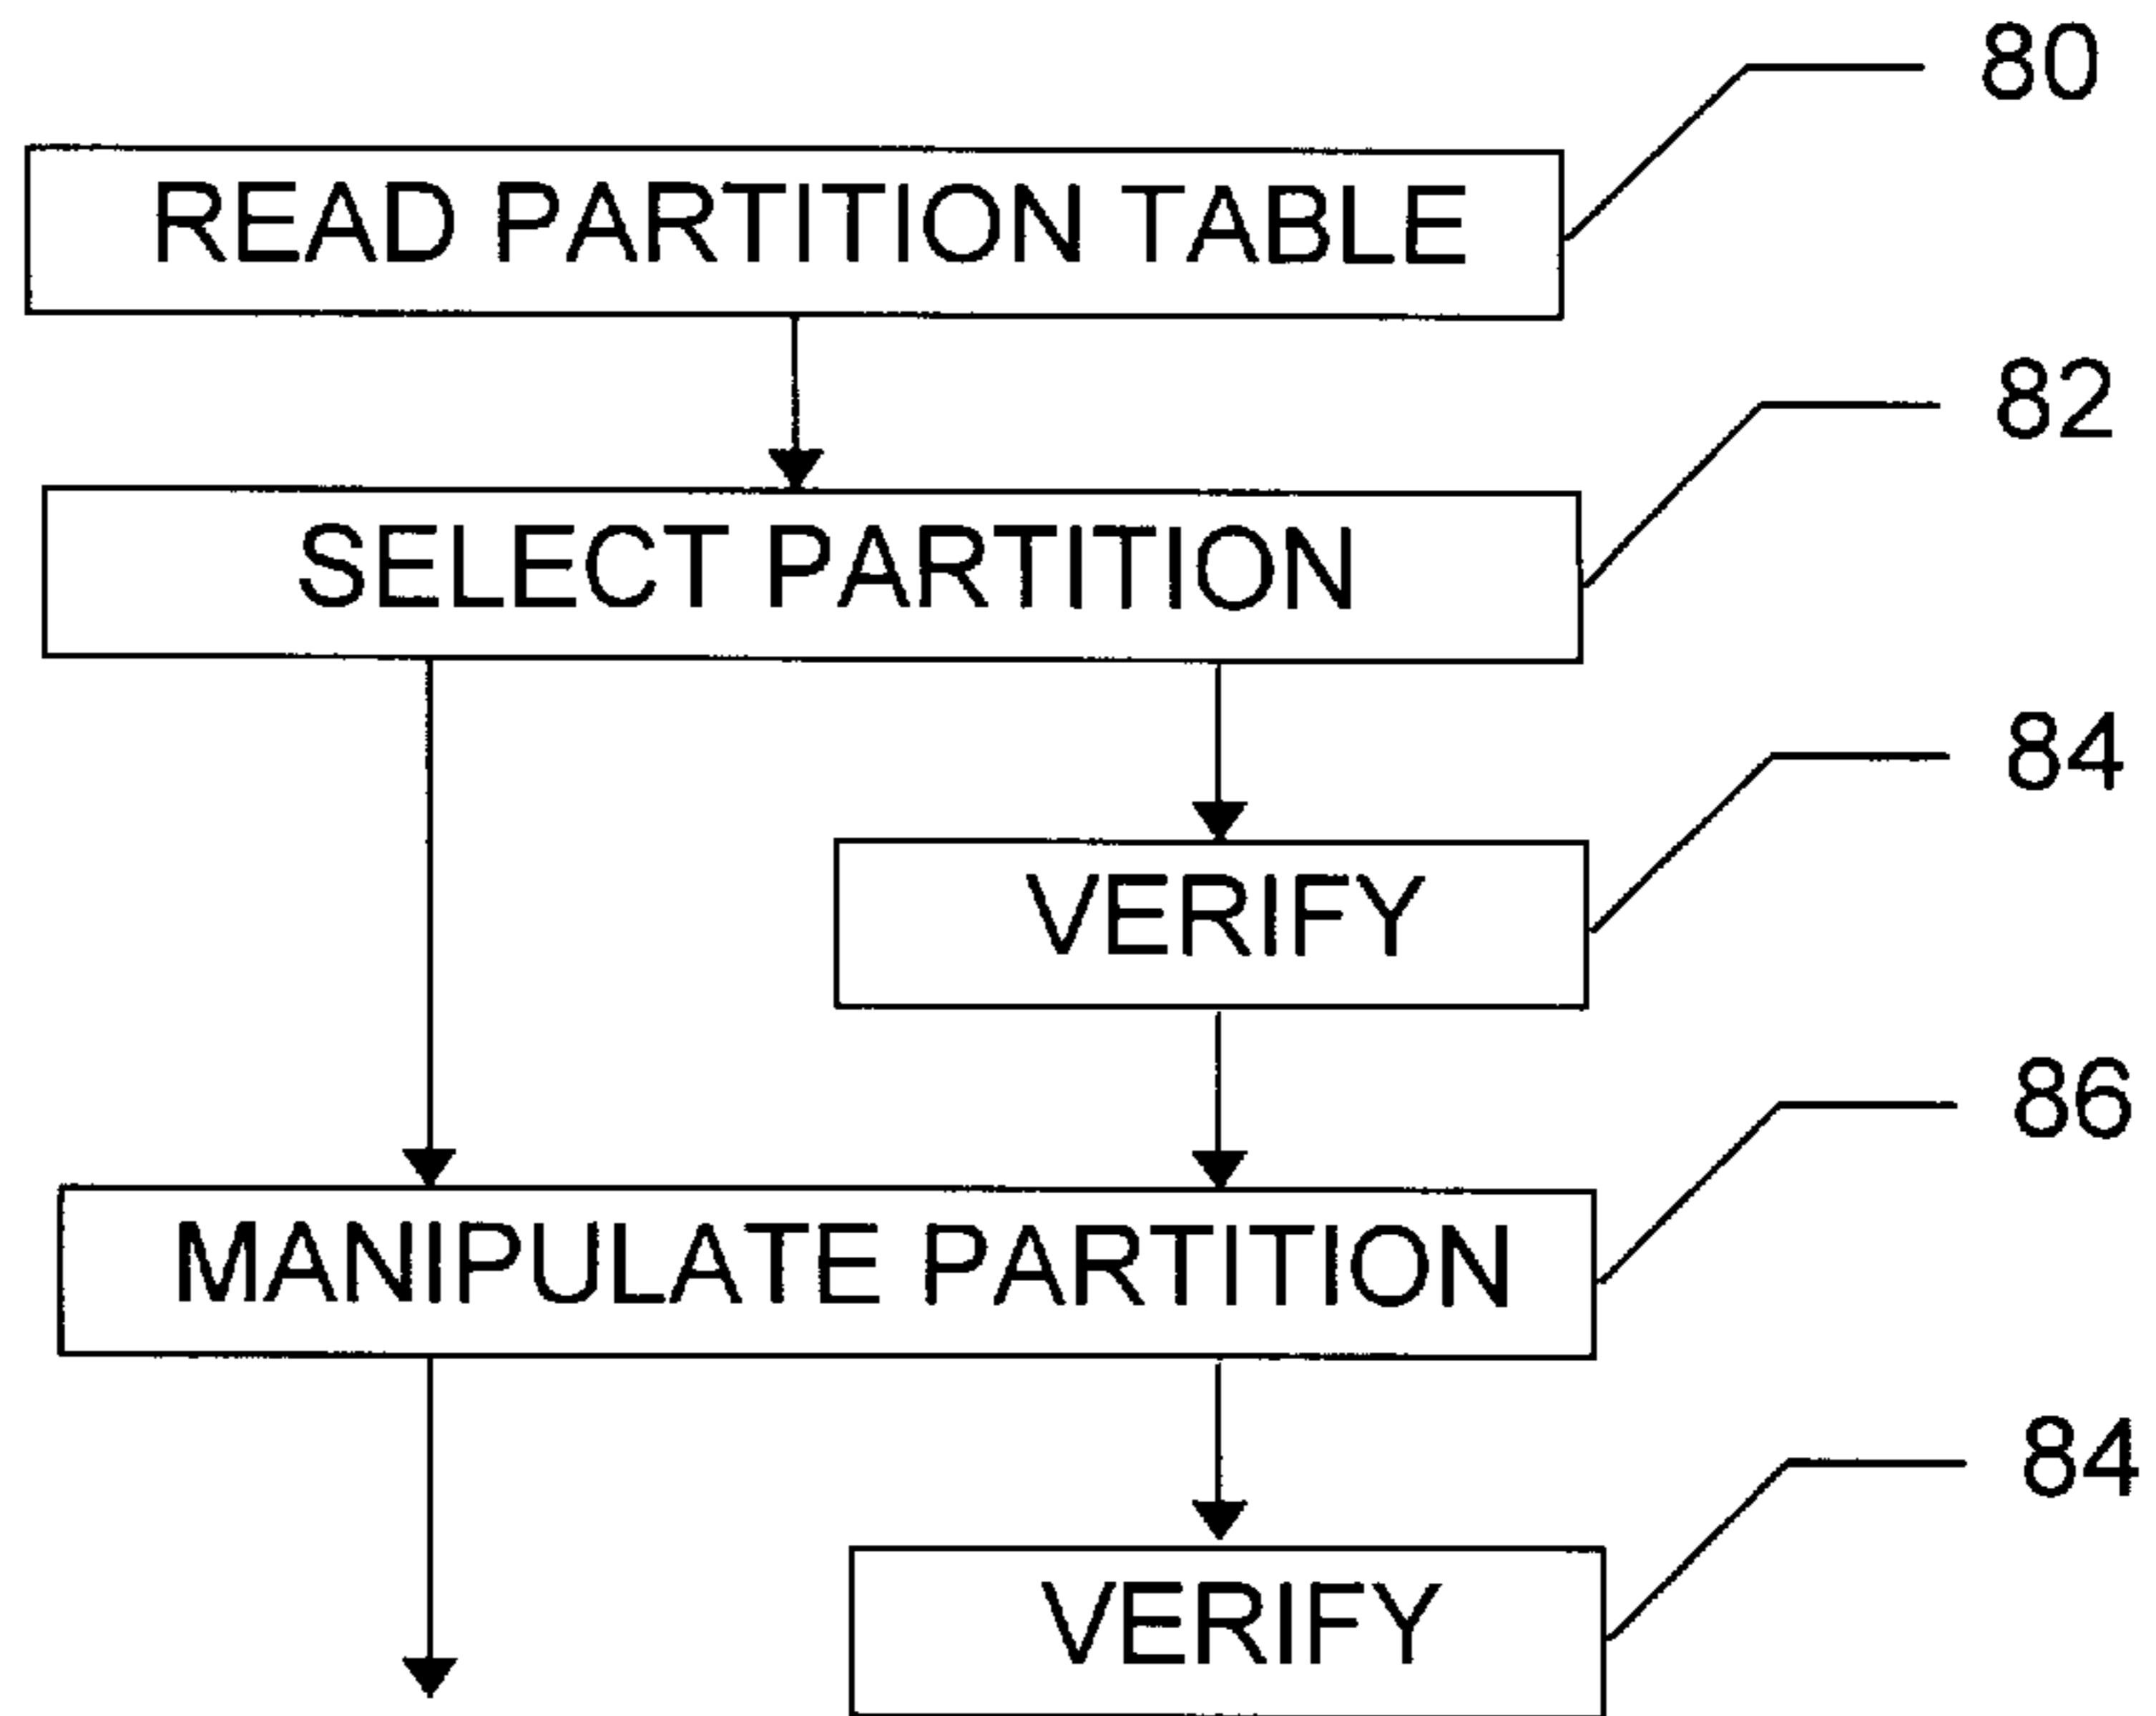 80
READ PARTITION TABLE
82
SELECT PARTITION
84
VERIFY
86
MANIPULATE PARTITION
84
VERIFY